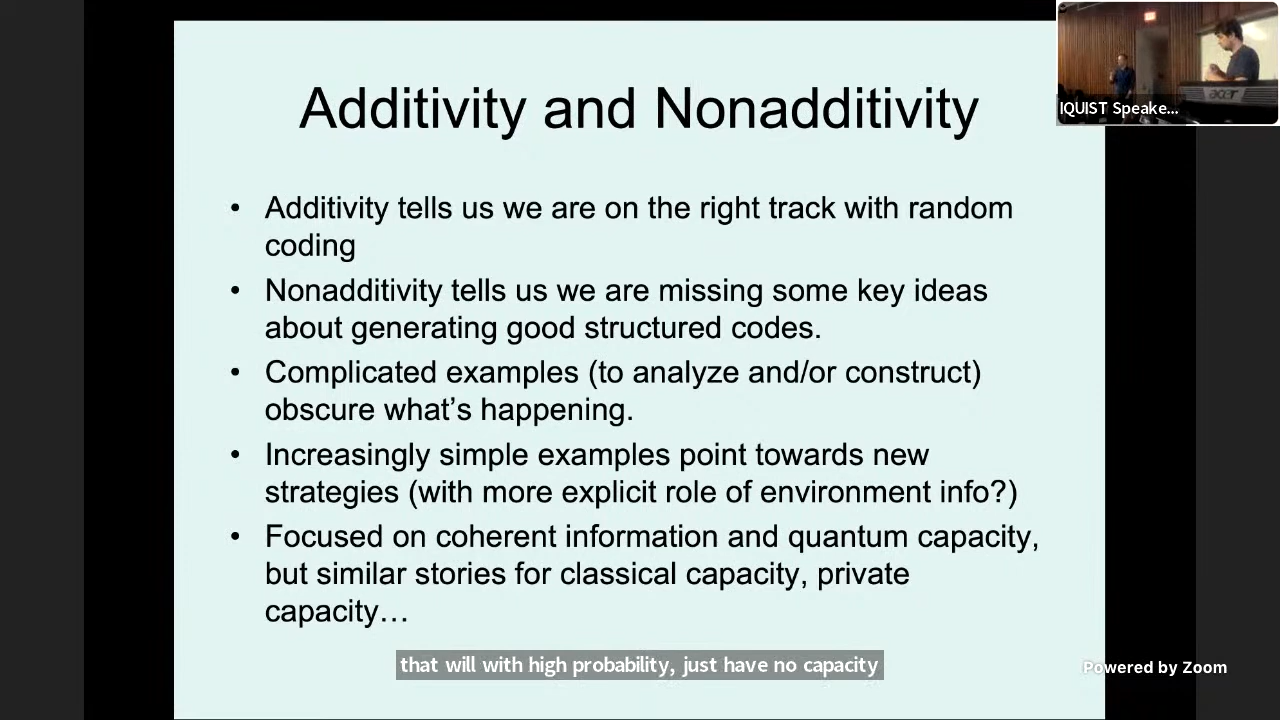 Additivity and Nonadditivity
IQUIST Speake...
acer
• Additivity tells us we are on the right track with random
coding
• Nonadditivity tells us we are missing some key ideas
about generating good structured codes.
• Complicated examples (to analyze and/or construct)
obscure what's happening.
• Increasingly simple examples point towards new
strategies (with more explicit role of environment info?)
• Focused on coherent information and quantum capacity,
but similar stories for classical capacity, private
capacity…
that will with high probability, just have no capacity
Powered by Zoom